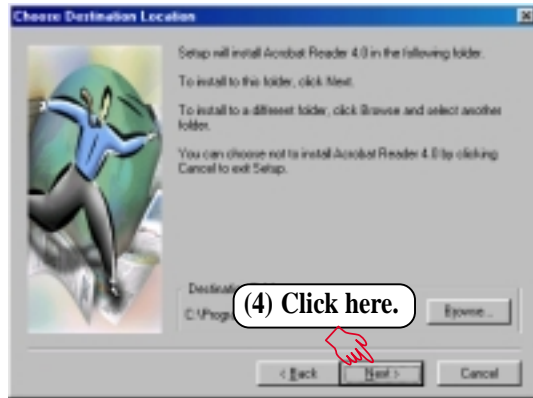 Choose Destination Location
Setup will install Acrobat Reader 4.0 in the following folder.
To install to this folder, click Next.
To install to a different folder, click Browse and select another
folder.
You can choose not to install Acrobat Reader 4.0 by clicking
Cancel to exit Setup.
(4) Click here.
Browse...
< Back
Next >
Cancel